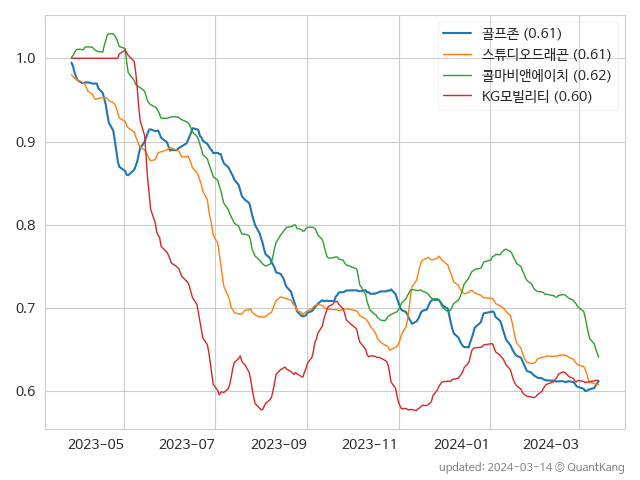 골프존 (0.61)
스튜디오드래곤 (0.61)
콜마비앤에이치 (0.62)
KG모빌리티 (0.60)
1.0
0.9
0.8
0.7
0.6
2023-05 2023-07 2023-09 2023-11 2024-01 2024-03
updated: 2024-03-14 © QuantKang